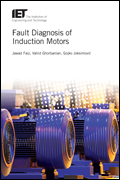 IET The Institution of
Engineering and Technology
Fault Diagnosis of
Induction Motors
Jawad Faiz, Vahid Ghorbanian, Gojko Joksimović